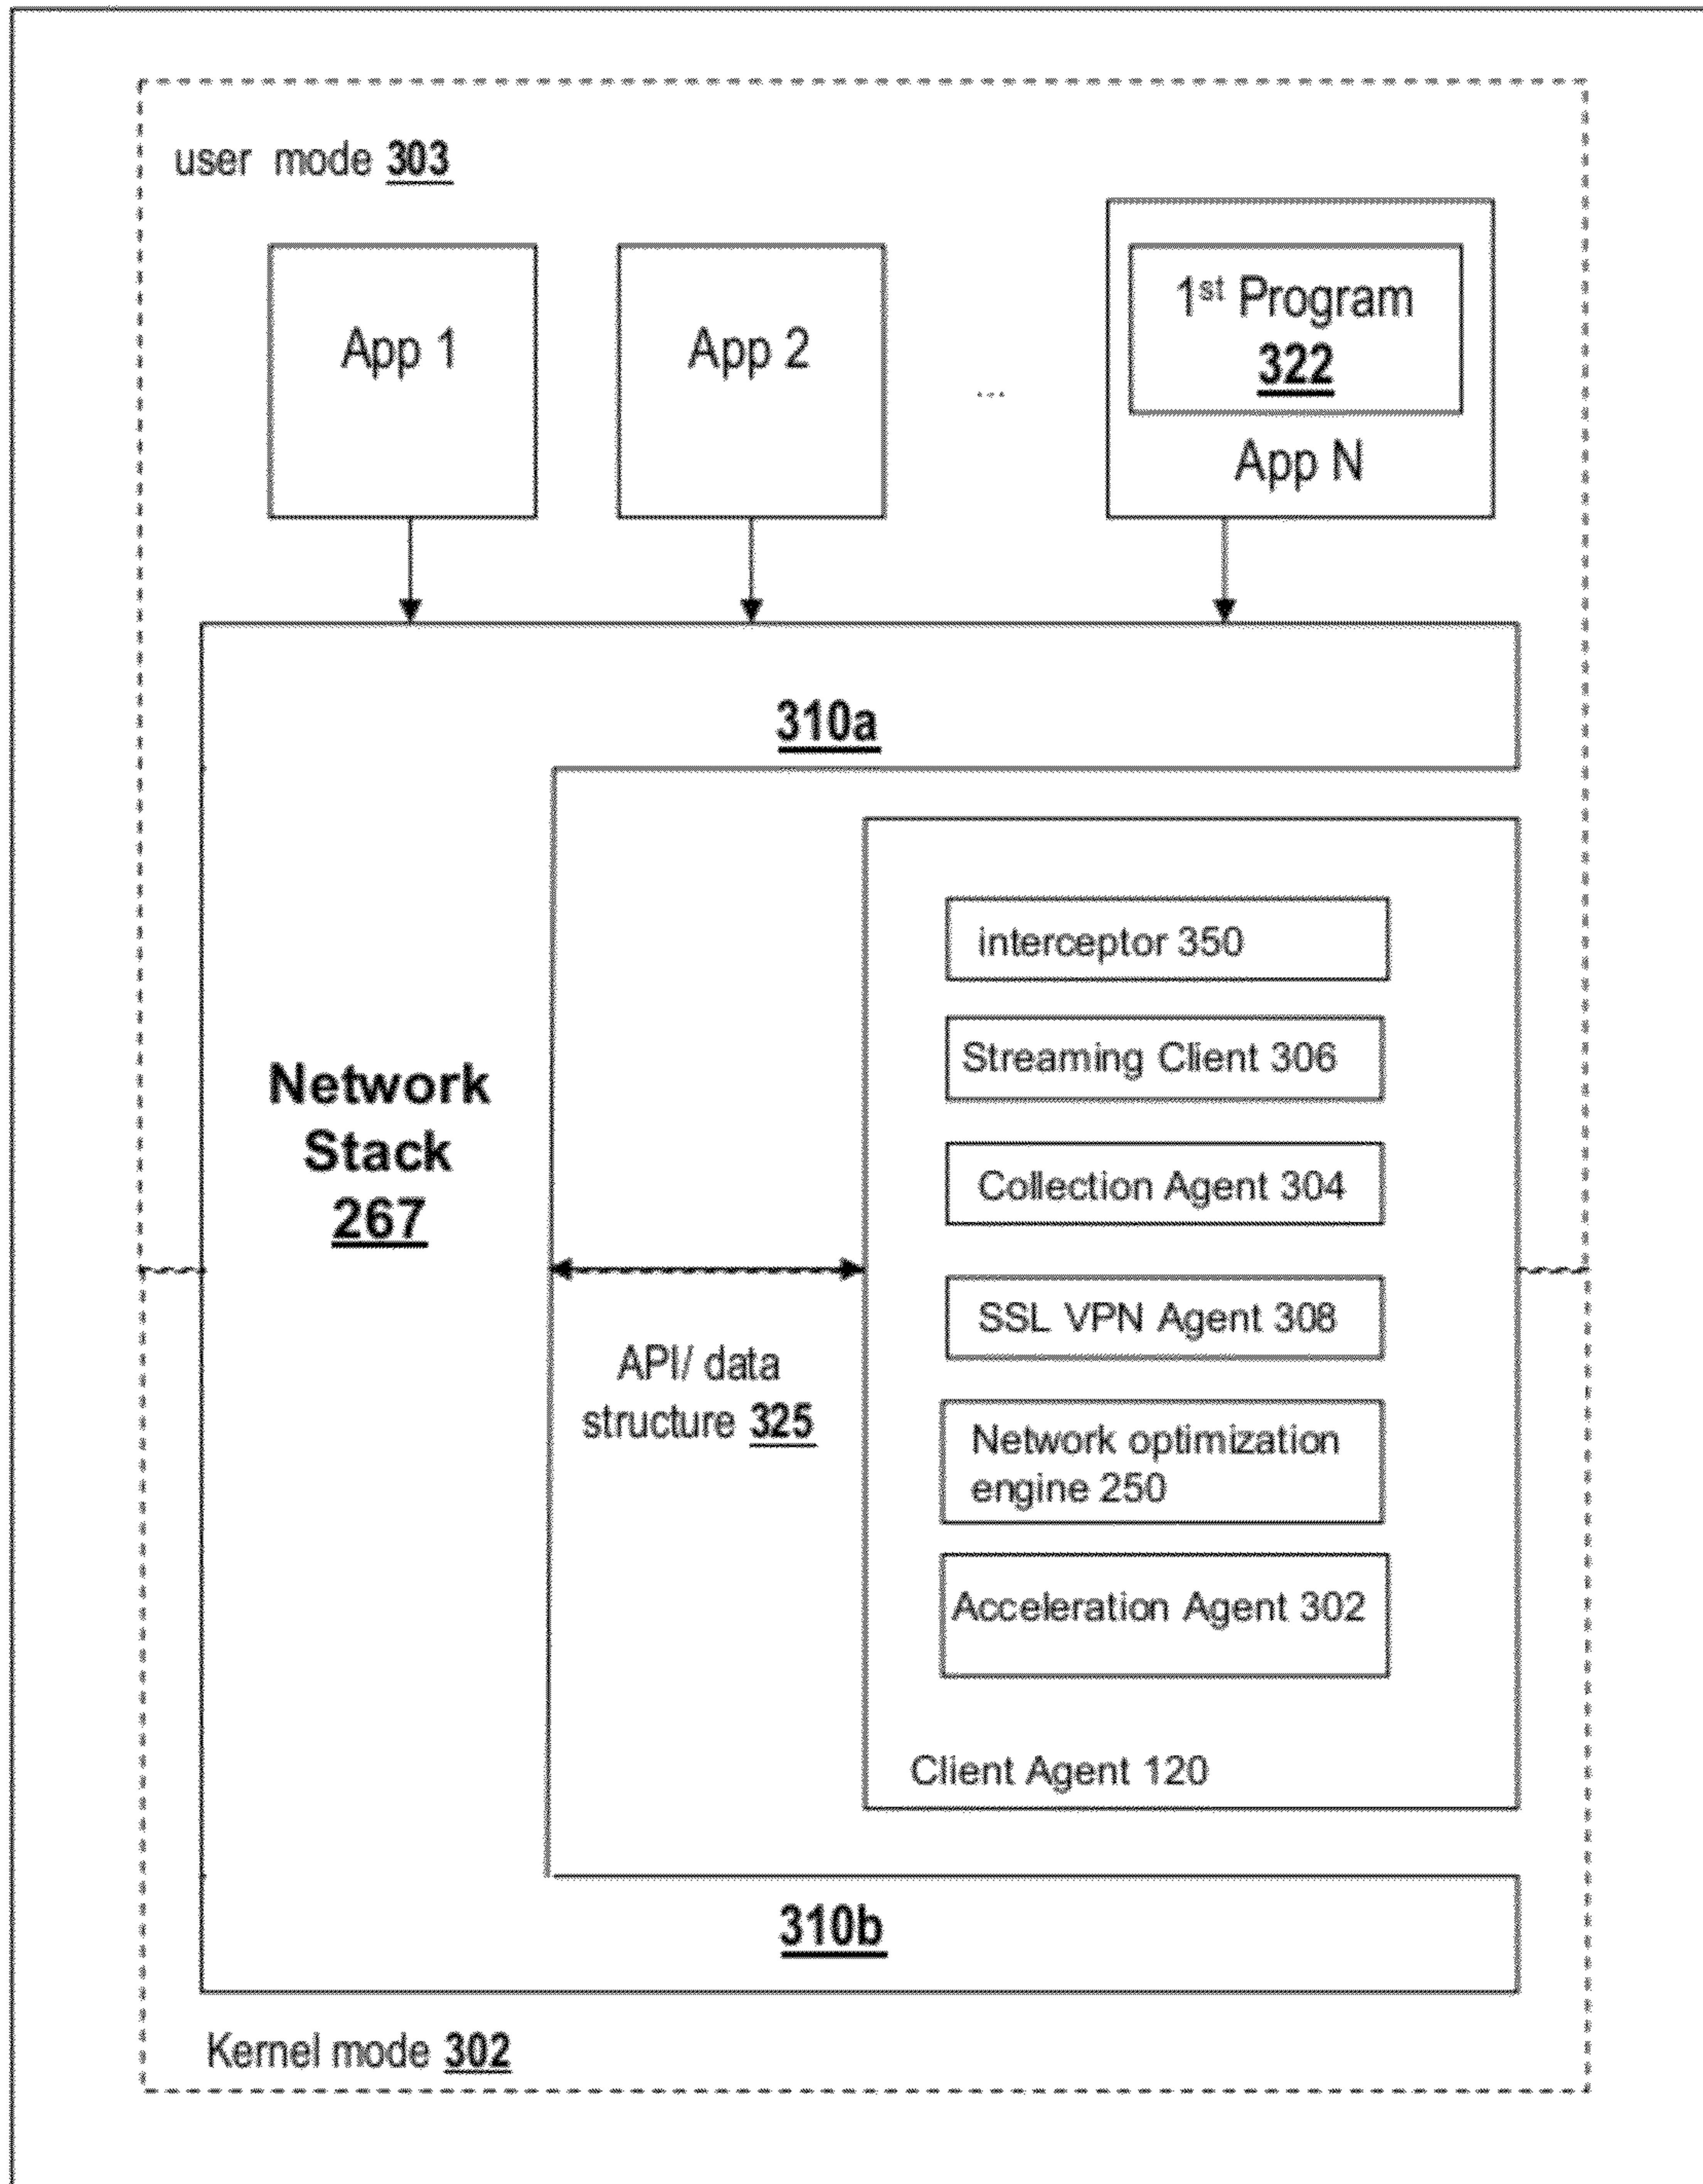 user mode 303
App 1
App 2
...
1st Program
322
App N
310a
Network
Stack
267
API/ data
structure 325
interceptor 350
Streaming Client 306
Collection Agent 304
SSL VPN Agent 308
Network optimization
engine 250
Acceleration Agent 302
Client Agent 120
310b
Kernel mode 302